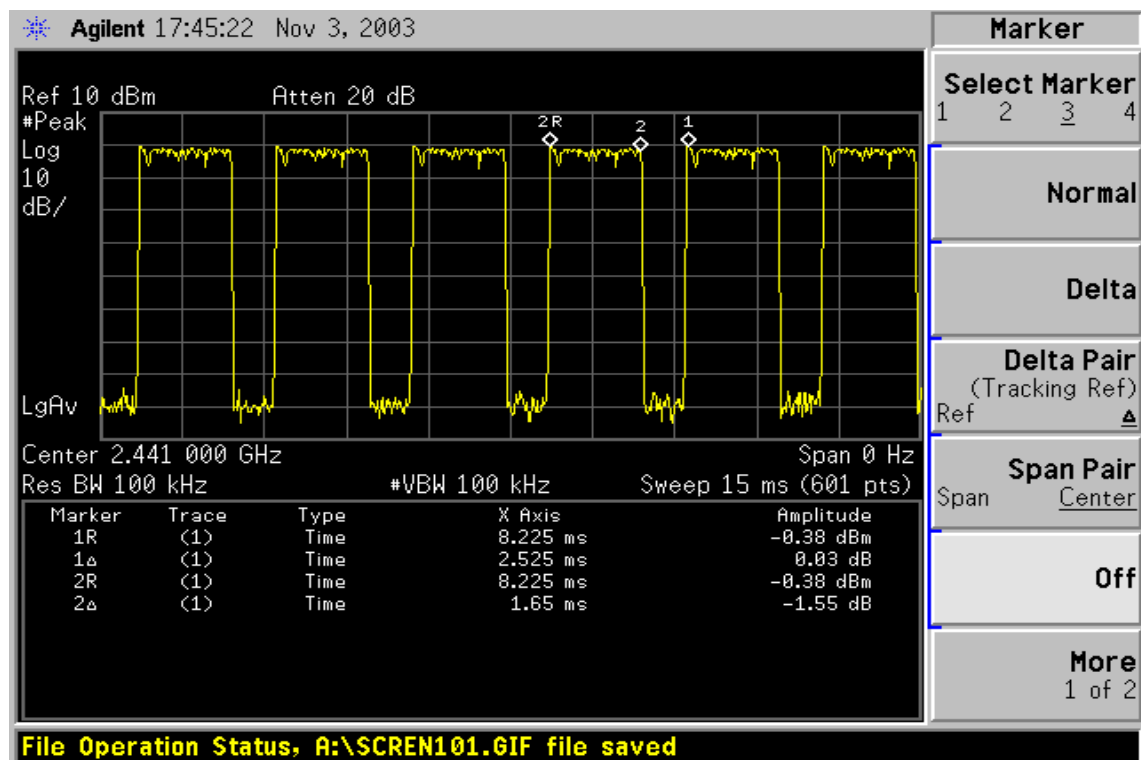 Agilent 17:45:22 Nov 3, 2003
Ref 10 dBm Atten 20 dB
#Peak
Log
10
dB/
2R 2 1
LgAv
Center 2.441 000 GHz Span 0 Hz
Res BW 100 kHz #VBW 100 kHz Sweep 15 ms (601 pts)
Marker Trace Type X Axis Amplitude
1R (1) Time 8.225 ms -0.38 dBm
1Δ (1) Time 2.525 ms 0.03 dB
2R (1) Time 8.225 ms -0.38 dBm
2Δ (1) Time 1.65 ms -1.55 dB
Marker
Select Marker
1 2 3 4
Normal
Delta
Delta Pair
(Tracking Ref)
Ref Δ
Span Pair
Span Center
Off
More
1 of 2
File Operation Status, A:\SCREN101.GIF file saved